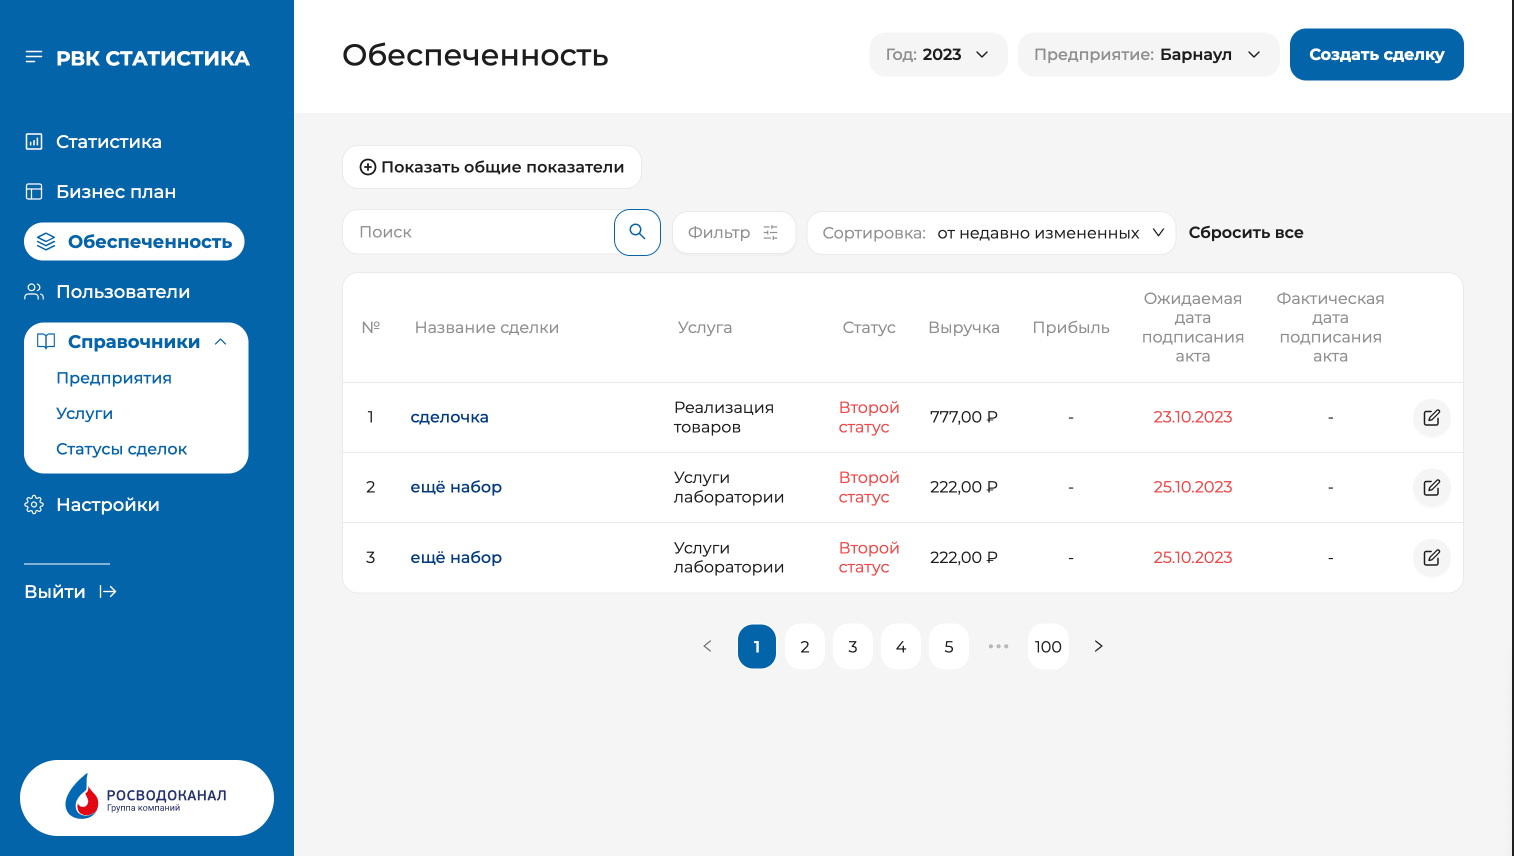 РВК СТАТИСТИКА
Статистика
Бизнес план
Обеспеченность
Пользователи
Справочники
Предприятия
Услуги
Статусы сделок
Настройки
Выйти
РОСВОДОКАНАЛ
Группа компаний
Обеспеченность
Год: 2023
Предприятие: Барнаул
Создать сделку
Показать общие показатели
Поиск
Фильтр
Сортировка: от недавно измененных
Сбросить все
№ Название сделки Услуга Статус Выручка Прибыль
Ожидаемая
дата
подписания
акта
Фактическая
дата
подписания
акта
1 сделочка
Реализация
товаров
Второй
статус
777,00 ₽ - 23.10.2023 -
2 ещё набор
Услуги
лаборатории
Второй
статус
222,00 ₽ - 25.10.2023 -
3 ещё набор
Услуги
лаборатории
Второй
статус
222,00 ₽ - 25.10.2023 -
< 1 2 3 4 5 ••• 100 >